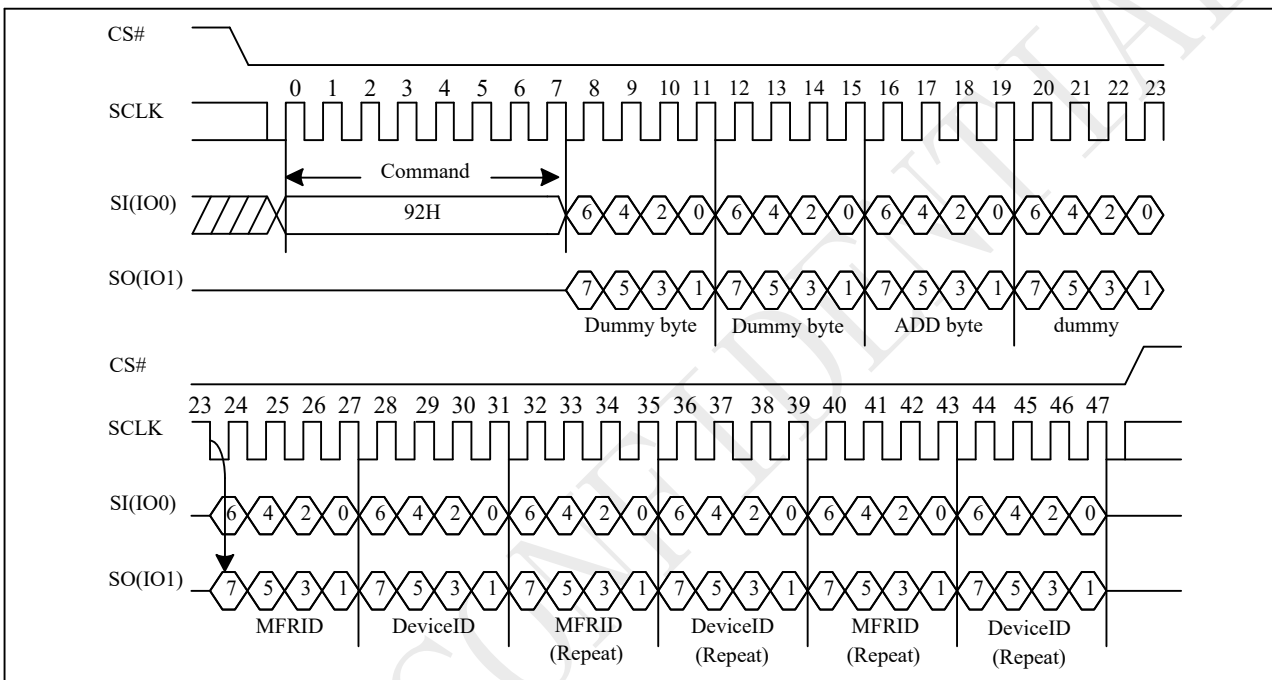 CS#
0 1 2 3 4 5 6 7 8 9 10 11 12 13 14 15 16 17 18 19 20 21 22 23
SCLK
Command
SI(IO0) 92H 6 4 2 0 6 4 2 0 6 4 2 0 6 4 2 0
SO(IO1) 7 5 3 1 7 5 3 1 7 5 3 1 7 5 3 1
Dummy byte Dummy byte ADD byte dummy
CS#
23 24 25 26 27 28 29 30 31 32 33 34 35 36 37 38 39 40 41 42 43 44 45 46 47
SCLK
SI(IO0) 6 4 2 0 6 4 2 0 6 4 2 0 6 4 2 0 6 4 2 0 6 4 2 0
SO(IO1) 7 5 3 1 7 5 3 1 7 5 3 1 7 5 3 1 7 5 3 1 7 5 3 1
MFRID DeviceID MFRID DeviceID MFRID DeviceID
(Repeat) (Repeat) (Repeat) (Repeat)
CONFIDENTIAL